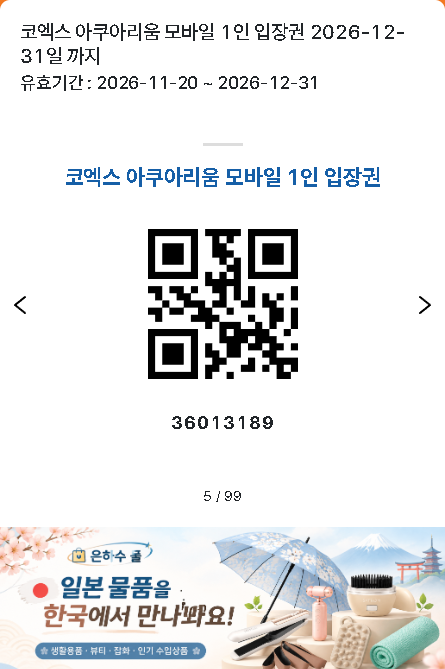 코엑스 아쿠아리움 모바일 1인 입장권 2026-12-
31일 까지
유효기간 : 2026-11-20 ~ 2026-12-31
코엑스 아쿠아리움 모바일 1인 입장권
36013189
5 / 99
은하수 몰
일본 물품을
한국에서 만나봐요!
생활용품 · 뷰티 · 잡화 · 인기 수입상품